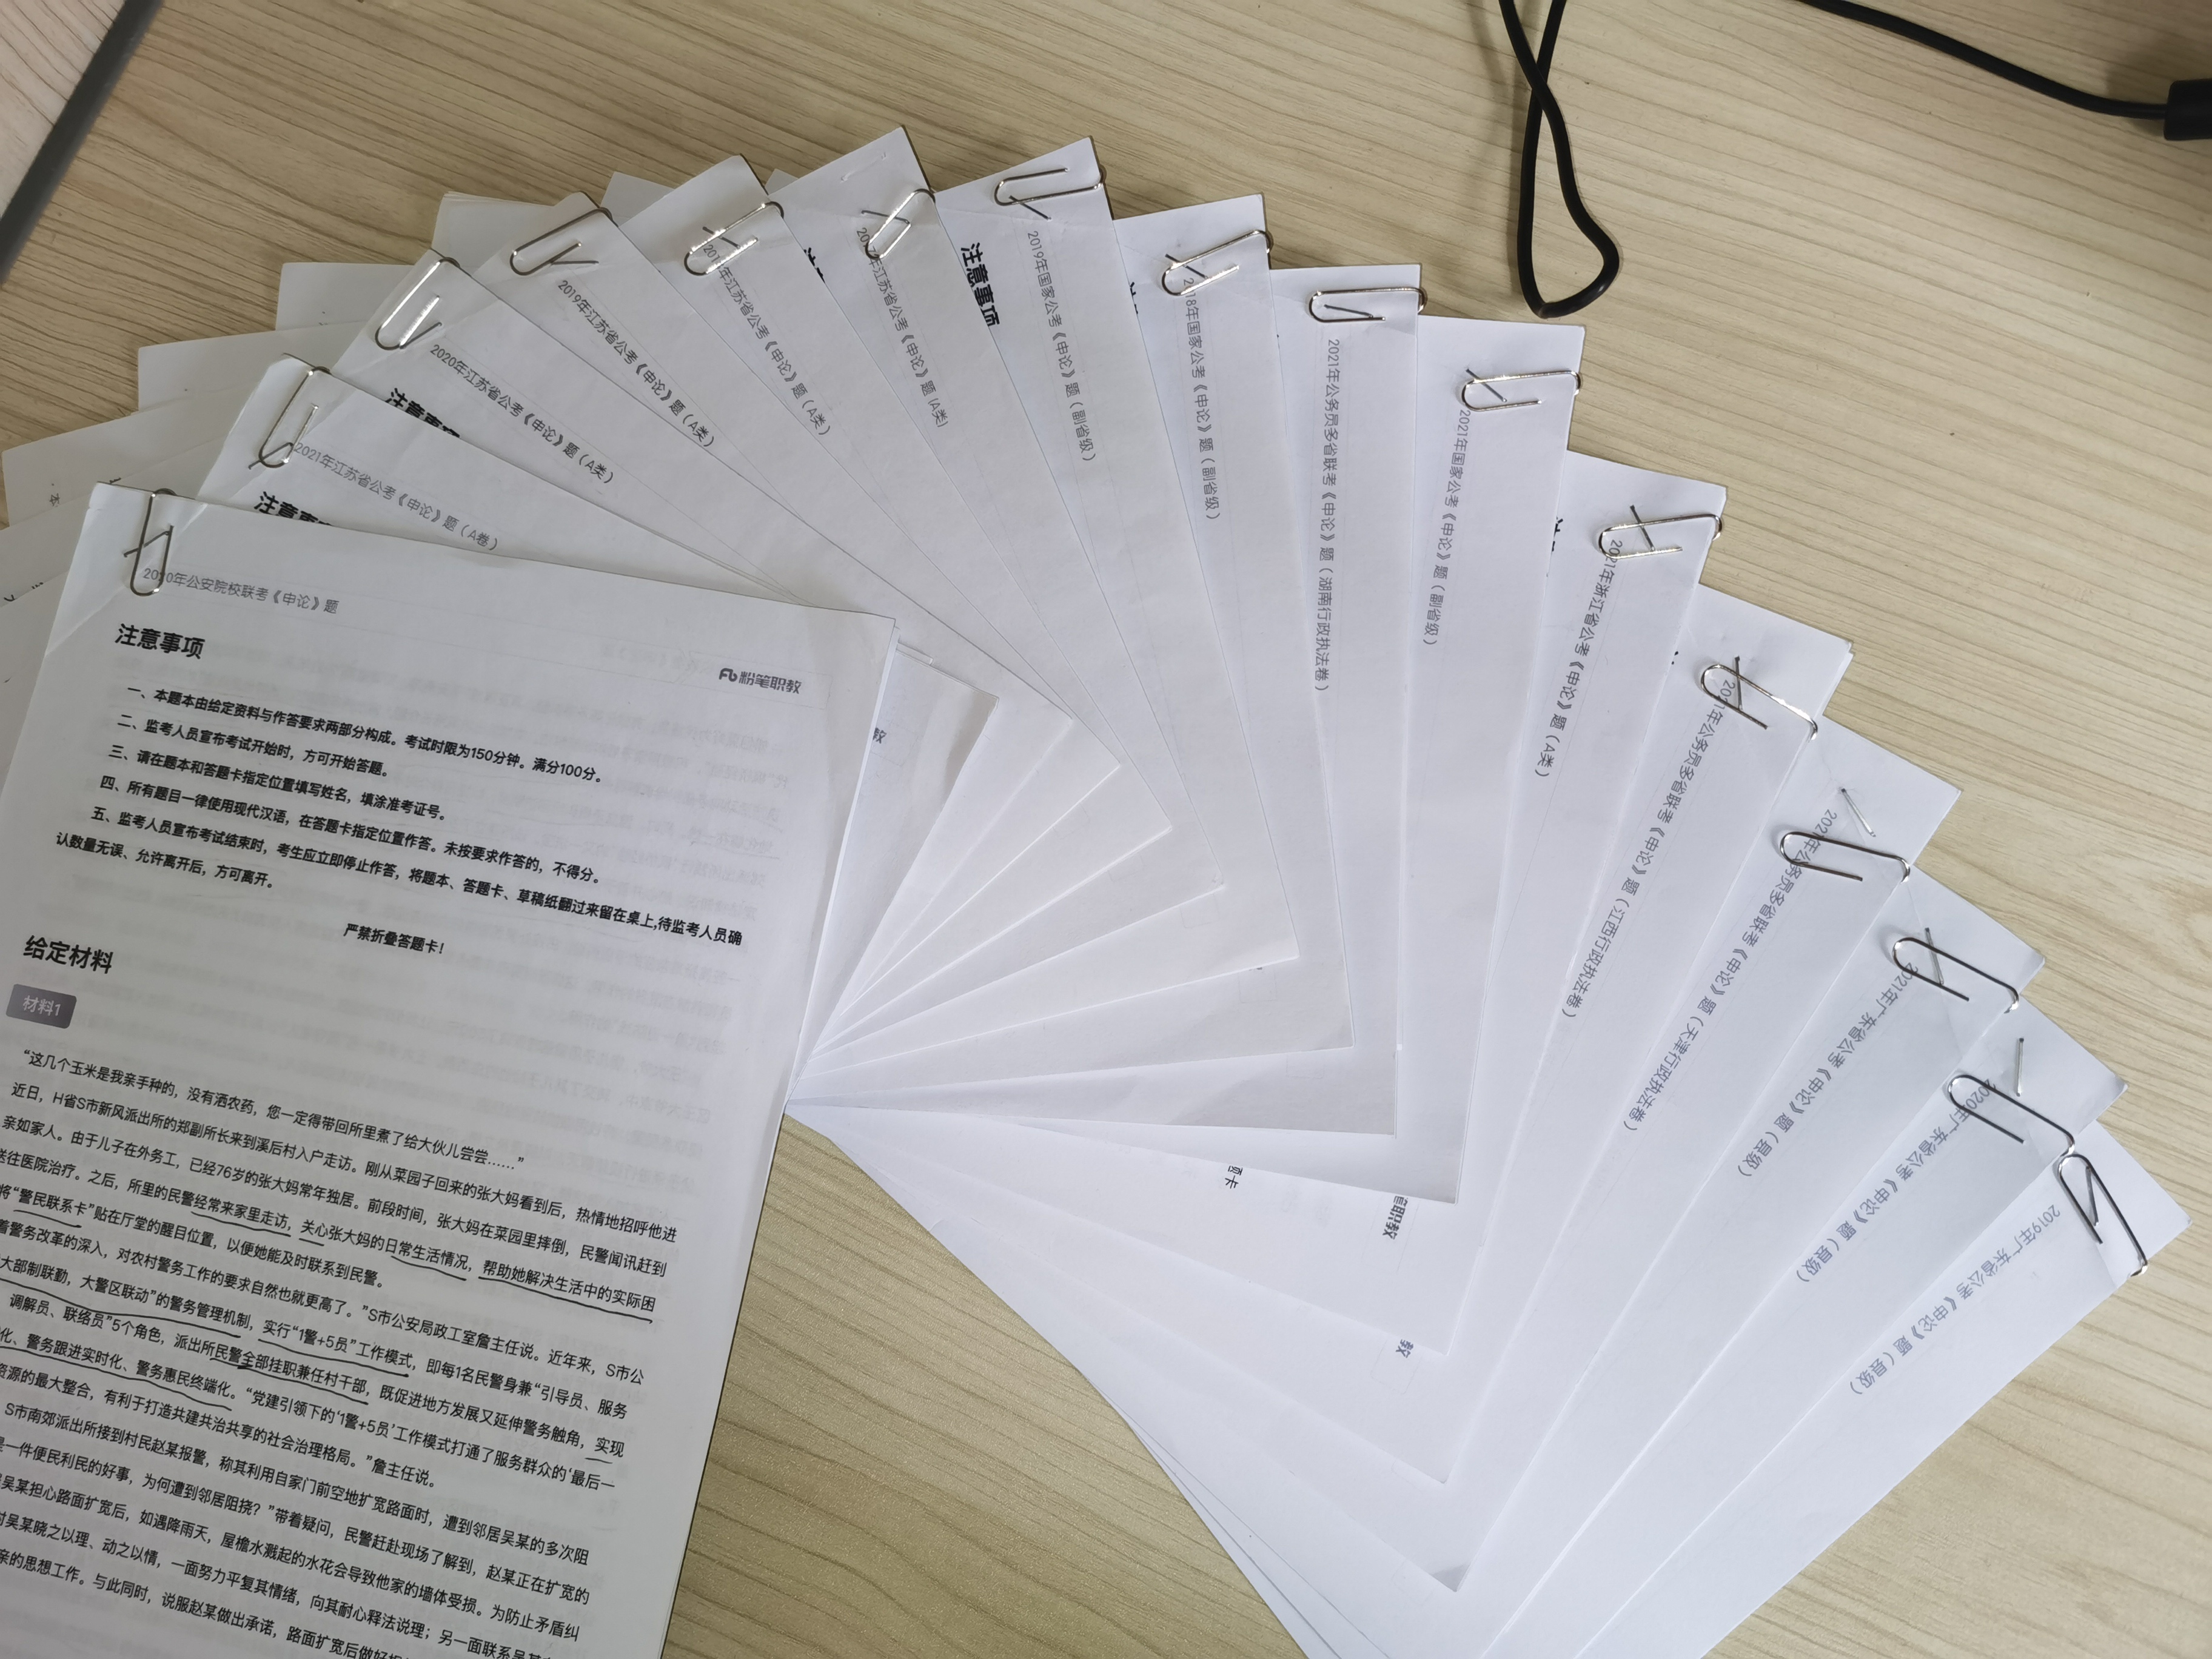 2020年公安院校联考《申论》题
注意事项
粉笔职教
一、本题本由给定资料与作答要求两部分构成。考试时限为150分钟。满分100分。
二、监考人员宣布考试开始时，方可开始答题。
三、请在题本和答题卡指定位置填写姓名，填涂准考证号。
四、所有题目一律使用现代汉语，在答题卡指定位置作答。未按要求作答的，不得分。
五、监考人员宣布考试结束时，考生应立即停止作答，将题本、答题卡、草稿纸翻过来留在桌上,待监考人员确
认数量无误、允许离开后，方可离开。
严禁折叠答题卡！
给定材料
材料1
“这几个玉米是我亲手种的，没有洒农药，您一定得带回所里煮了给大伙儿尝尝……”
近日，H省S市新风派出所的郑副所长来到溪后村入户走访。刚从菜园子回来的张大妈看到后，热情地招呼他进
亲如家人。由于儿子在外务工，已经76岁的张大妈常年独居。前段时间，张大妈在菜园里摔倒，民警闻讯赶到
送往医院治疗。之后，所里的民警经常来家里走访，关心张大妈的日常生活情况，帮助她解决生活中的实际困
将“警民联系卡”贴在厅堂的醒目位置，以便她能及时联系到民警。
着警务改革的深入，对农村警务工作的要求自然也就更高了。”S市公安局政工室詹主任说。近年来，S市公
大部制联勤，大警区联动”的警务管理机制，实行“1警+5员”工作模式，即每1名民警身兼“引导员、服务
调解员、联络员”5个角色，派出所民警全部挂职兼任村干部，既促进地方发展又延伸警务触角，实现
化、警务跟进实时化、警务惠民终端化。“党建引领下的‘1警+5员’工作模式打通了服务群众的‘最后一
资源的最大整合，有利于打造共建共治共享的社会治理格局。”詹主任说。
S市南郊派出所接到村民赵某报警，称其利用自家门前空地扩宽路面时，遭到邻居吴某的多次阻
是一件便民利民的好事，为何遭到邻居阻挠？”带着疑问，民警赶赴现场了解到，赵某正在扩宽的
吴某担心路面扩宽后，如遇降雨天，屋檐水溅起的水花会导致他家的墙体受损。为防止矛盾纠
对吴某晓之以理、动之以情，一面努力平复其情绪，向其耐心释法说理；另一面联系吴某
亲的思想工作。与此同时，说服赵某做出承诺，路面扩宽后做好
2021年江苏省公考《申论》题（A卷）
注意事
2020年江苏省公考《申论》题（A类）
注意事项
2019年江苏省公考《申论》题（A类）
年江苏省公考《申论》题（A类）
年江苏省公考《申论》题（A类）
注意事项
2019年国家公考《申论》题（副省级）
2018年国家公考《申论》题（副省级）
2021年公务员多省联考《申论》题（湖南行政执法卷）
2021年国家公考《申论》题（副省级）
2021年浙江省公考《申论》题（A类）
2021年公务员多省联考《申论》题（江西行政执法卷）
年公务员多省联考《申论》题（天津行政执法卷）
2021年广东省公考《申论》题（县级）
2020年广东省公考《申论》题（县级）
2019年广东省公考《申论》题（县级）